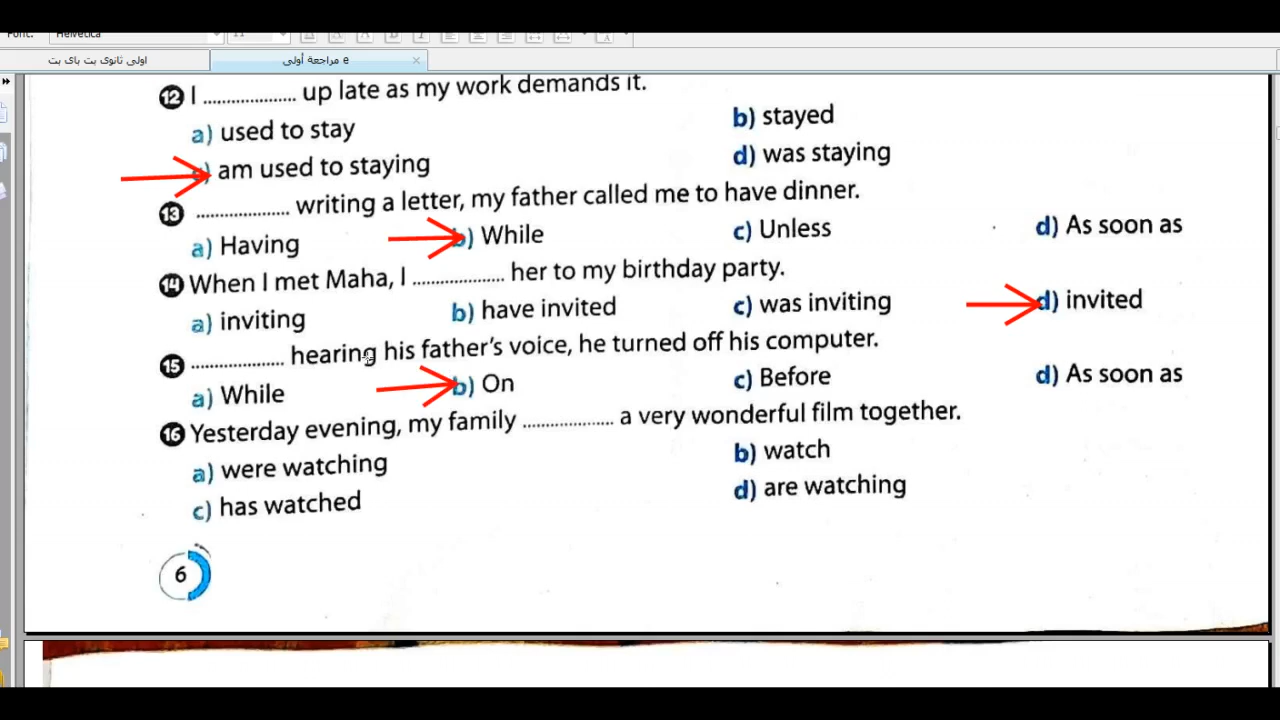 Helvetica
اولى ثانوى بت باى بت
مراجعة أولى e
12 I .................... up late as my work demands it.
a) used to stay b) stayed
am used to staying d) was staying
13 .................... writing a letter, my father called me to have dinner.
a) Having b) While c) Unless d) As soon as
14 When I met Maha, I .................... her to my birthday party.
a) inviting b) have invited c) was inviting d) invited
15 .................... hearing his father's voice, he turned off his computer.
a) While b) On c) Before d) As soon as
16 Yesterday evening, my family .................... a very wonderful film together.
a) were watching b) watch
c) has watched d) are watching
6